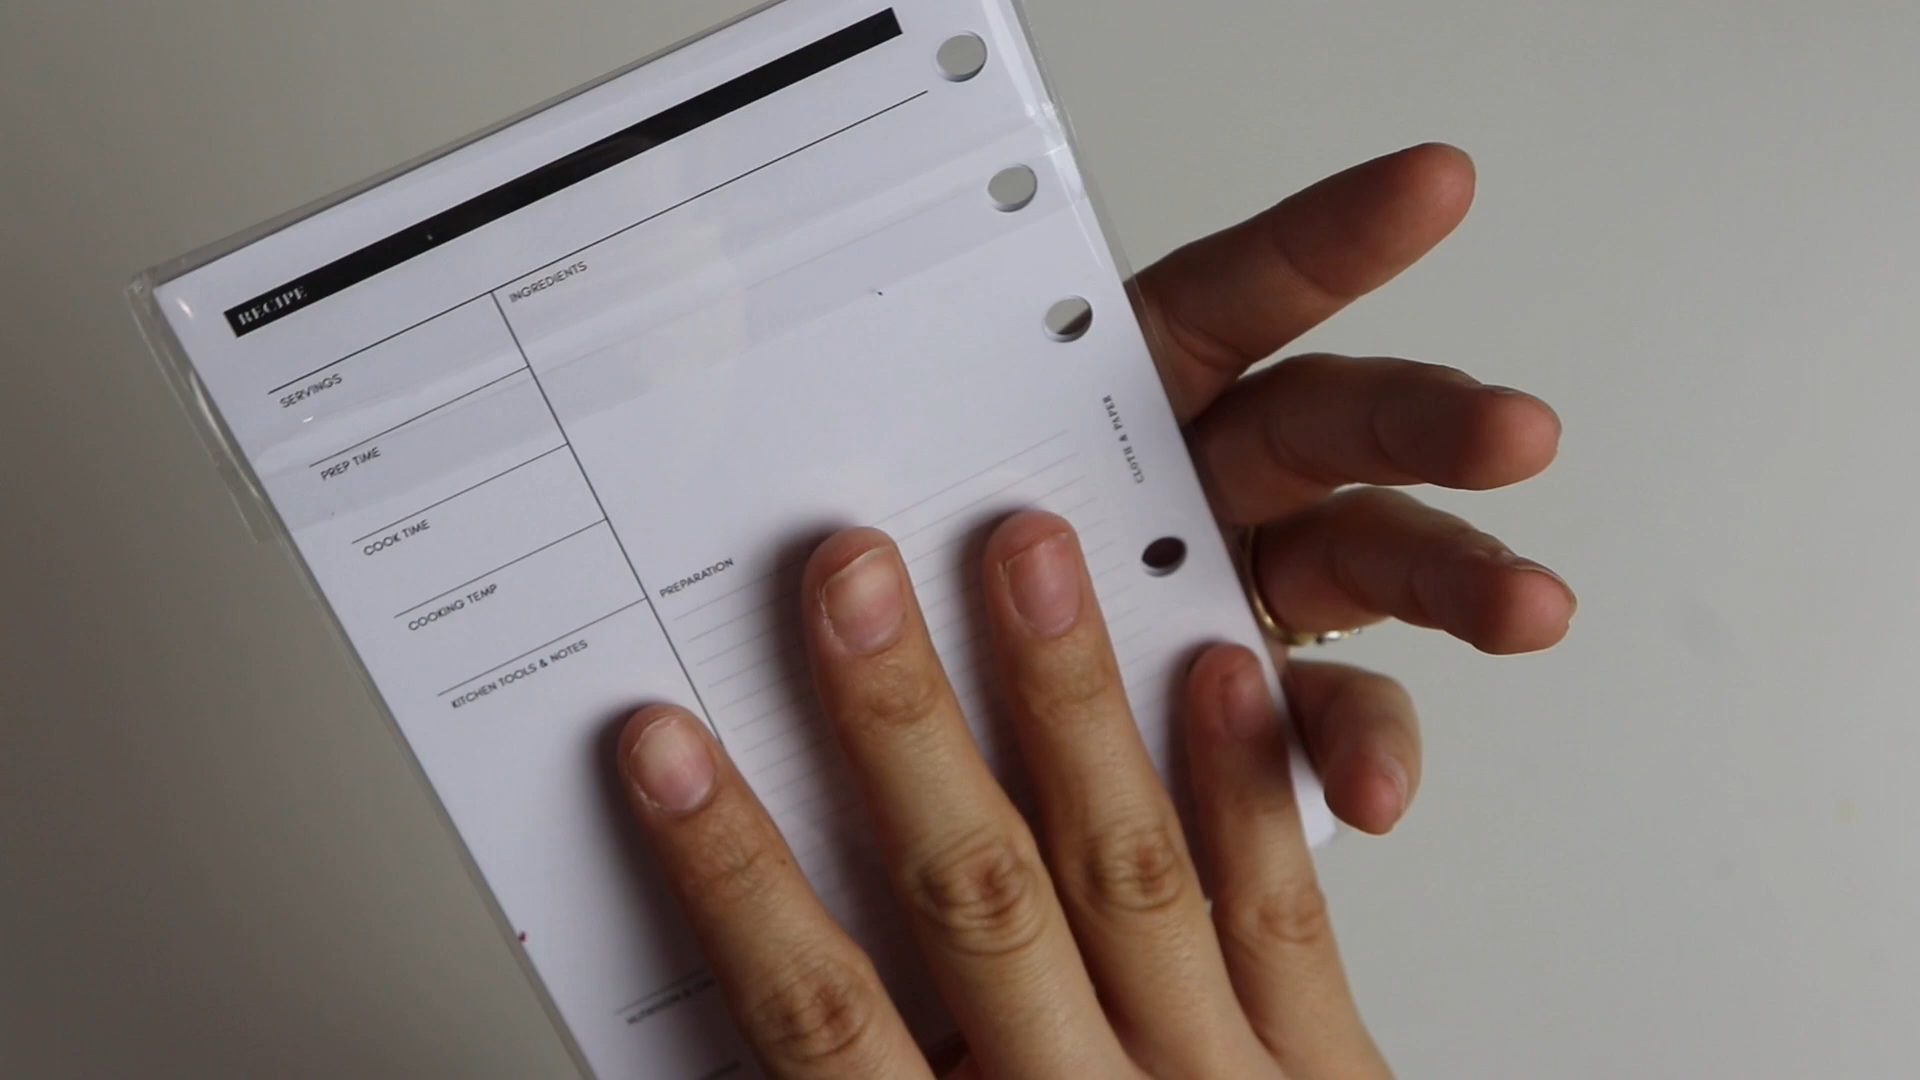 RECIPE
SERVINGS
INGREDIENTS
PREP TIME
COOK TIME
COOKING TEMP
KITCHEN TOOLS & NOTES
PREPARATION
CLOTH & PAPER